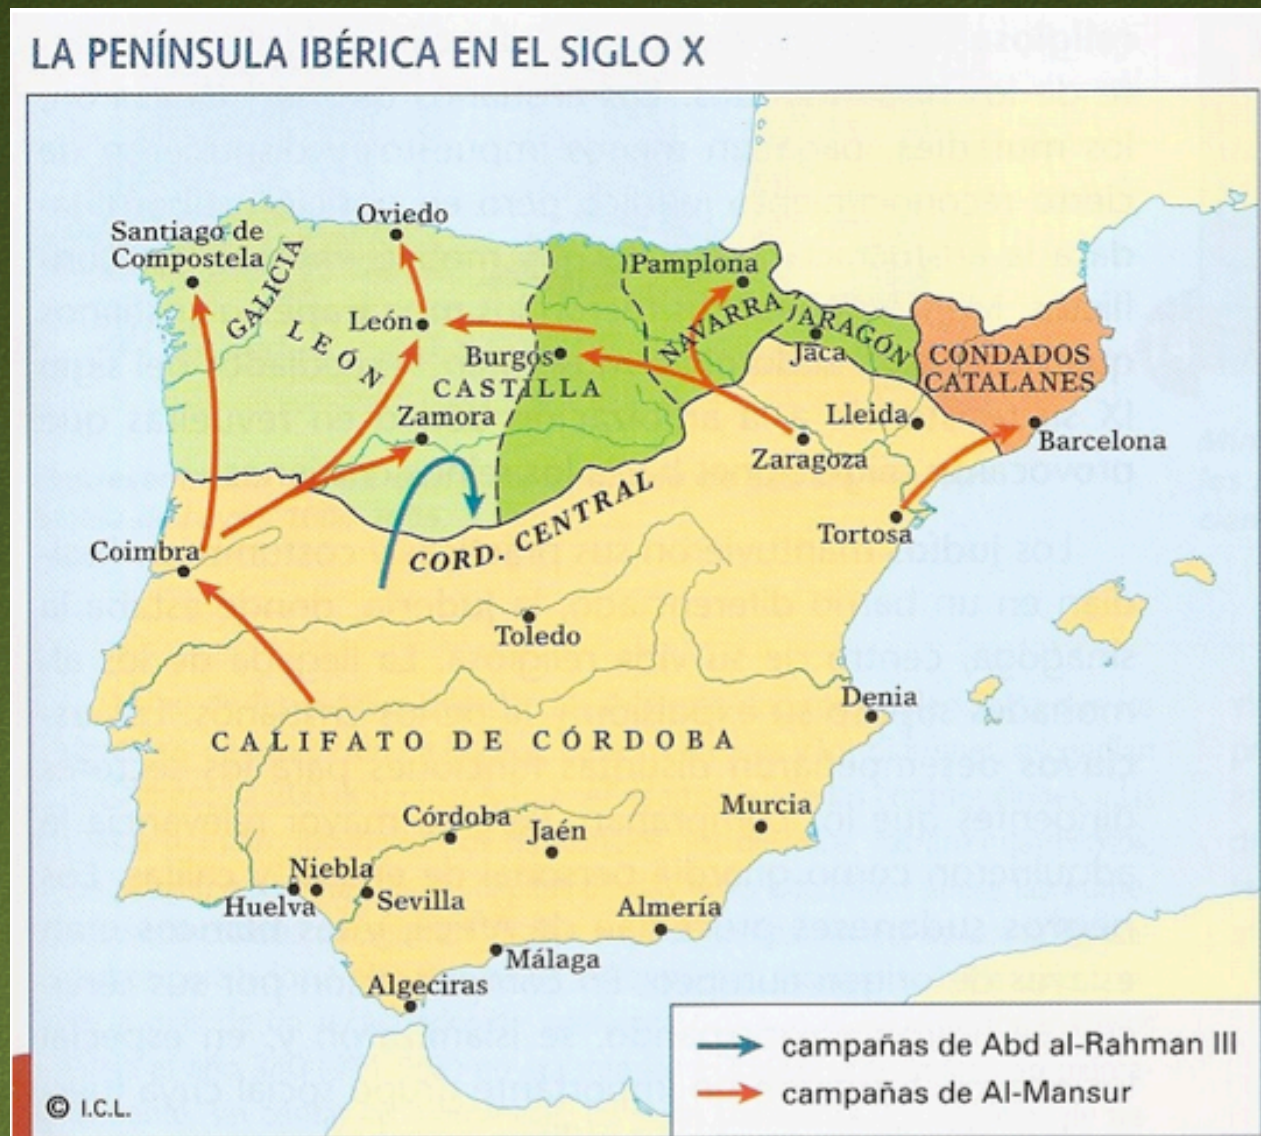 LA PENÍNSULA IBÉRICA EN EL SIGLO X
Oviedo
Santiago de
Compostela
GALICIA
LEÓN
León
Burgos
CASTILLA
Zamora
Pamplona
NAVARRA
ARAGÓN
Jaca
CONDADOS
CATALANES
Lleida
Barcelona
Zaragoza
Tortosa
CORD. CENTRAL
Coimbra
Toledo
Denia
CALIFATO DE CÓRDOBA
Córdoba
Jaén
Murcia
Niebla
Huelva
Sevilla
Almería
Málaga
Algeciras
campañas de Abd al-Rahman III
campañas de Al-Mansur
© I.C.L.